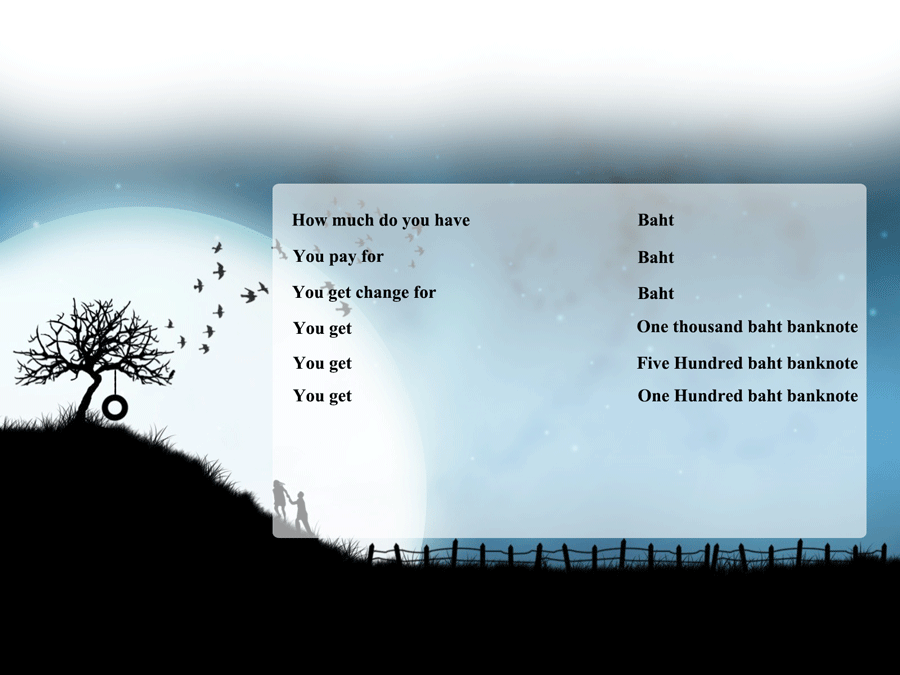 How much do you have Baht
You pay for Baht
You get change for Baht
You get One thousand baht banknote
You get Five Hundred baht banknote
You get One Hundred baht banknote